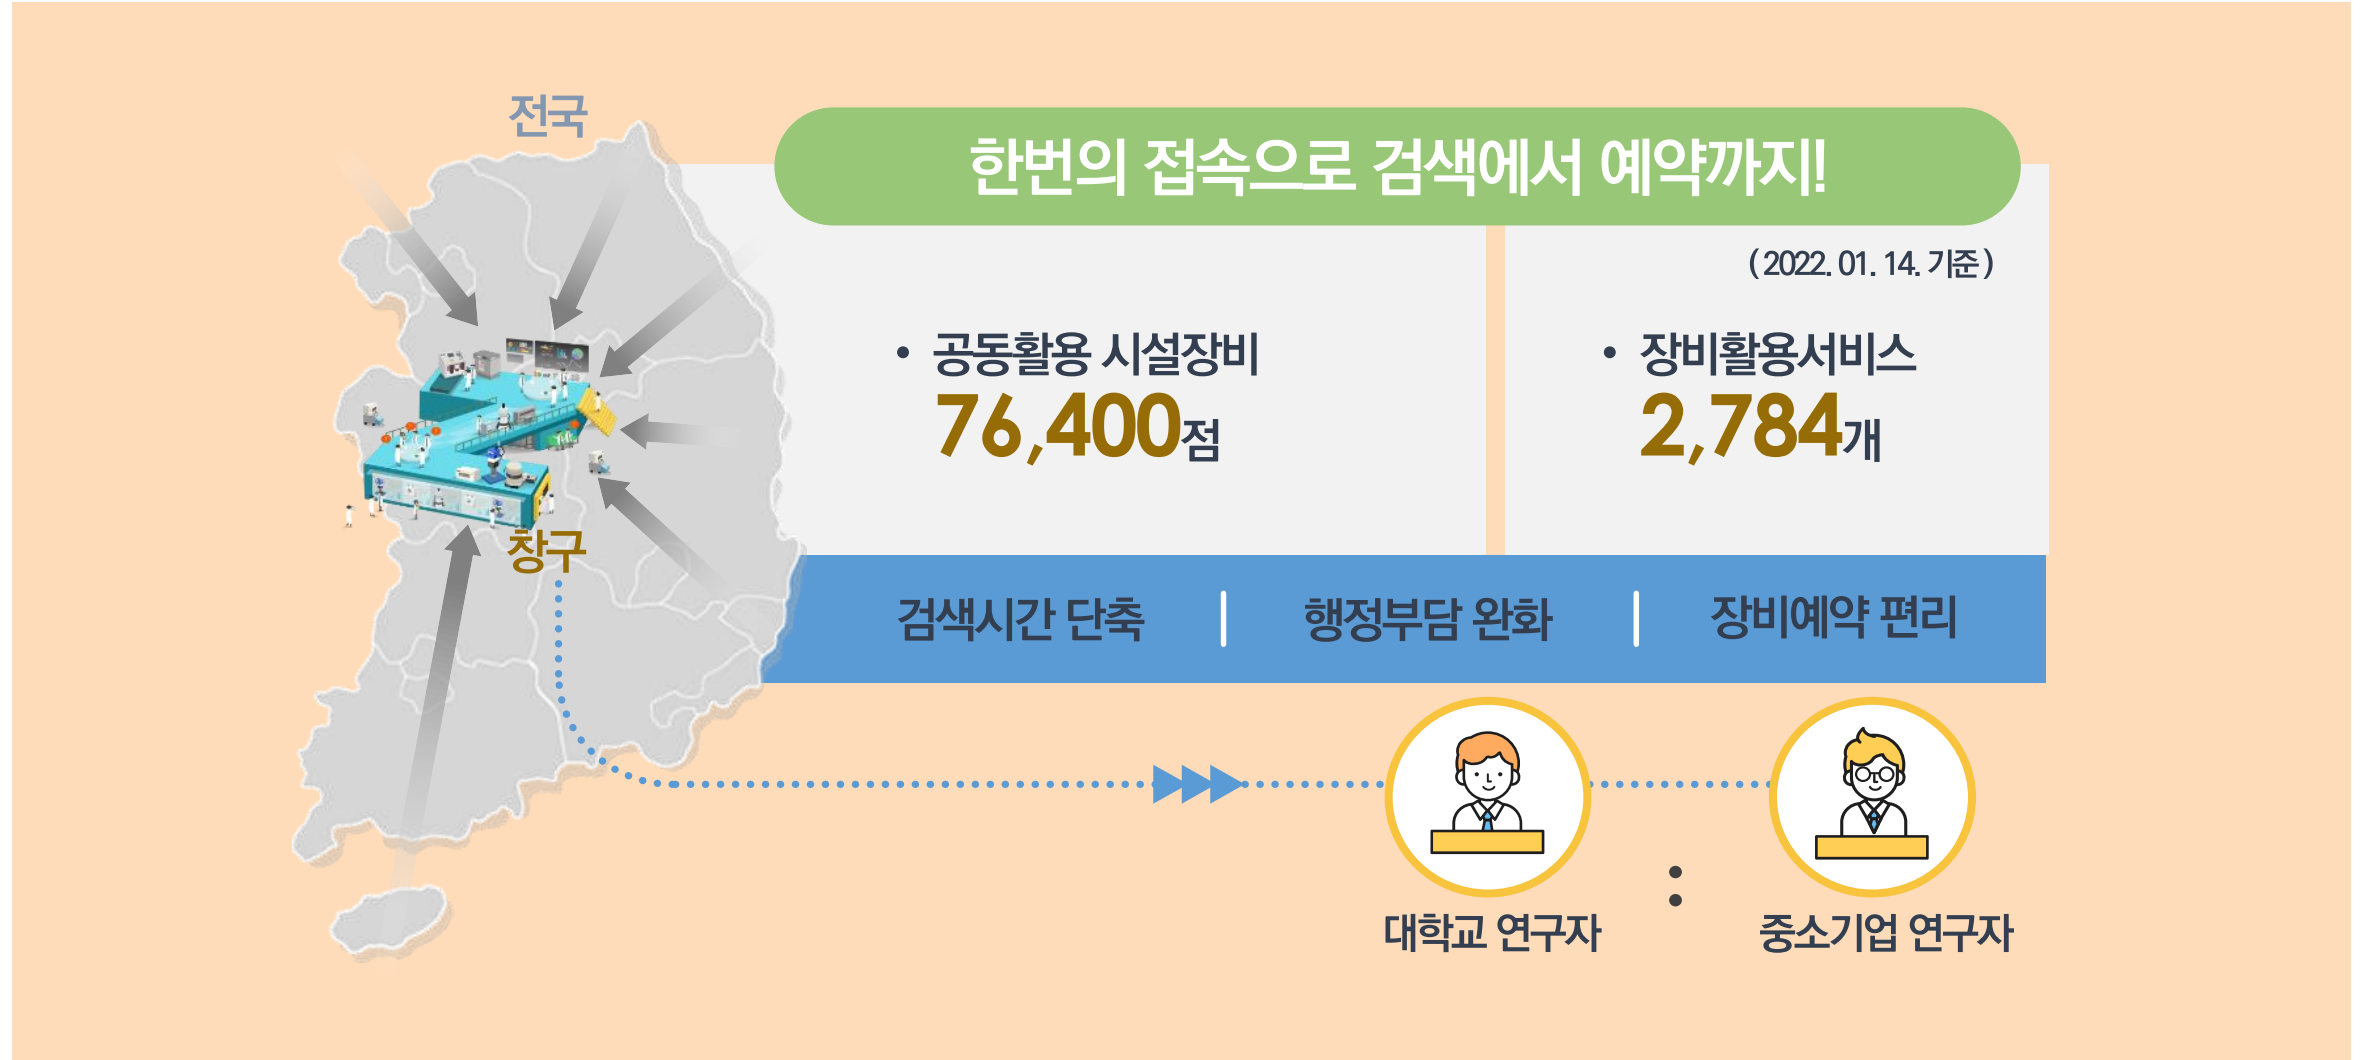 전국
한번의 접속으로 검색에서 예약까지!
( 2022. 01. 14. 기준 )
• 공동활용 시설장비
76,400점
• 장비활용서비스
2,784개
창구
검색시간 단축 | 행정부담 완화 | 장비예약 편리
대학교 연구자 : 중소기업 연구자